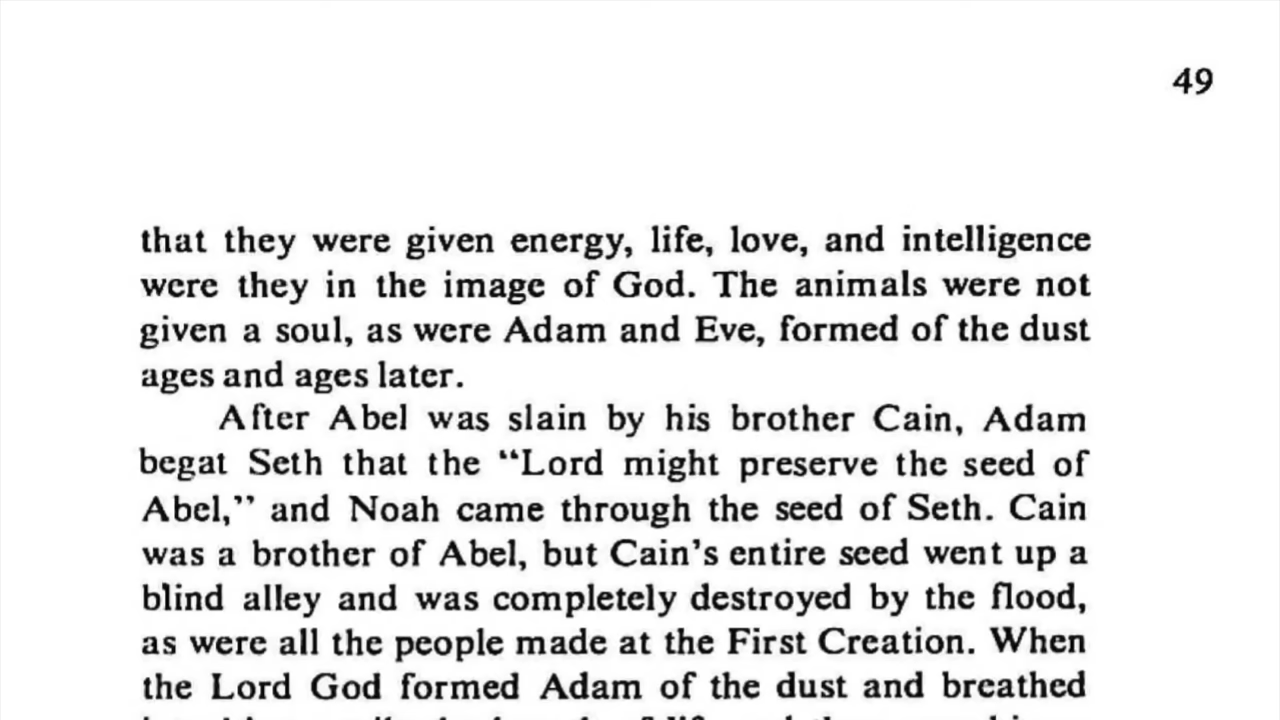 49
that they were given energy, life, love, and intelligence
were they in the image of God. The animals were not
given a soul, as were Adam and Eve, formed of the dust
ages and ages later.
After Abel was slain by his brother Cain, Adam
begat Seth that the “Lord might preserve the seed of
Abel,” and Noah came through the seed of Seth. Cain
was a brother of Abel, but Cain’s entire seed went up a
blind alley and was completely destroyed by the flood,
as were all the people made at the First Creation. When
the Lord God formed Adam of the dust and breathed